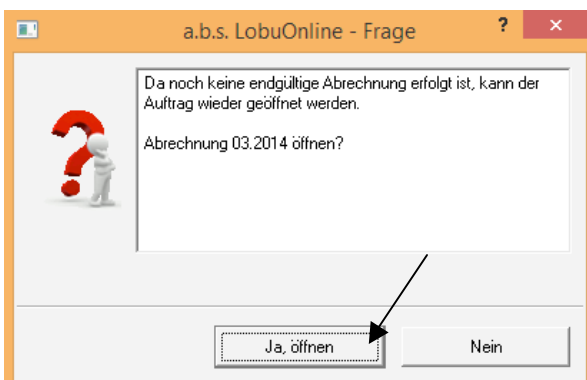 a.b.s. LobuOnline - Frage
?
×
Da noch keine endgültige Abrechnung erfolgt ist, kann der
Auftrag wieder geöffnet werden.
Abrechnung 03.2014 öffnen?
Ja, öffnen
Nein